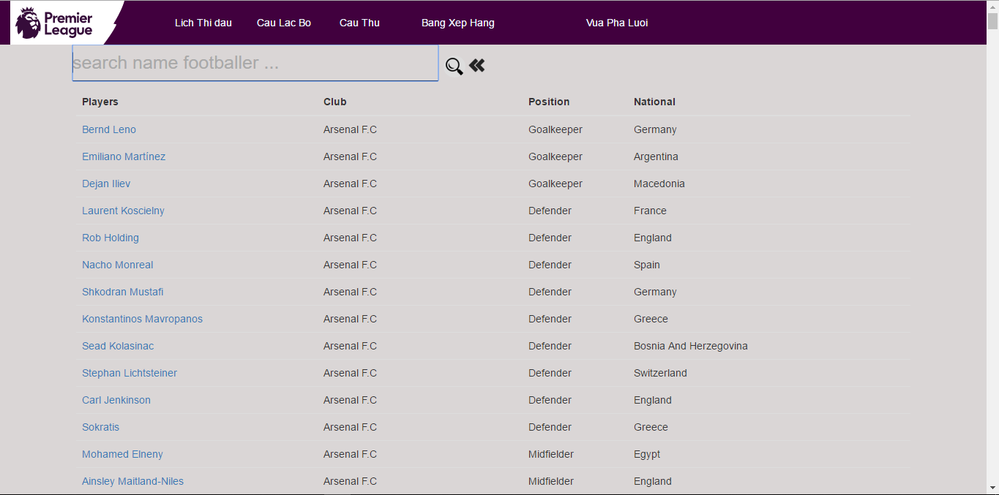 Premier League
Lich Thi dau Cau Lac Bo Cau Thu Bang Xep Hang Vua Pha Luoi
search name footballer ...
Players Club Position National
Bernd Leno Arsenal F.C Goalkeeper Germany
Emiliano Martínez Arsenal F.C Goalkeeper Argentina
Dejan Iliev Arsenal F.C Goalkeeper Macedonia
Laurent Koscielny Arsenal F.C Defender France
Rob Holding Arsenal F.C Defender England
Nacho Monreal Arsenal F.C Defender Spain
Shkodran Mustafi Arsenal F.C Defender Germany
Konstantinos Mavropanos Arsenal F.C Defender Greece
Sead Kolasinac Arsenal F.C Defender Bosnia And Herzegovina
Stephan Lichtsteiner Arsenal F.C Defender Switzerland
Carl Jenkinson Arsenal F.C Defender England
Sokratis Arsenal F.C Defender Greece
Mohamed Elneny Arsenal F.C Midfielder Egypt
Ainsley Maitland-Niles Arsenal F.C Midfielder England